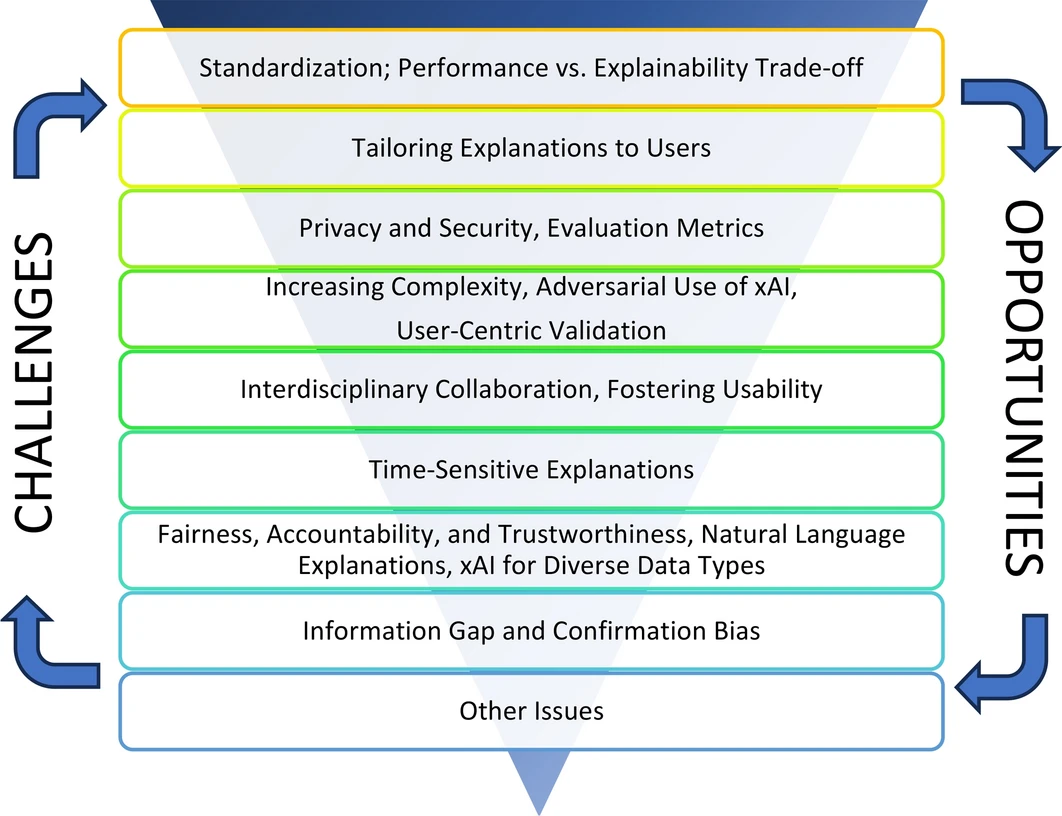 Standardization; Performance vs. Explainability Trade-off
Tailoring Explanations to Users
Privacy and Security, Evaluation Metrics
Increasing Complexity, Adversarial Use of xAI,
User-Centric Validation
Interdisciplinary Collaboration, Fostering Usability
Time-Sensitive Explanations
Fairness, Accountability, and Trustworthiness, Natural Language
Explanations, xAI for Diverse Data Types
Information Gap and Confirmation Bias
Other Issues
CHALLENGES
OPPORTUNITIES